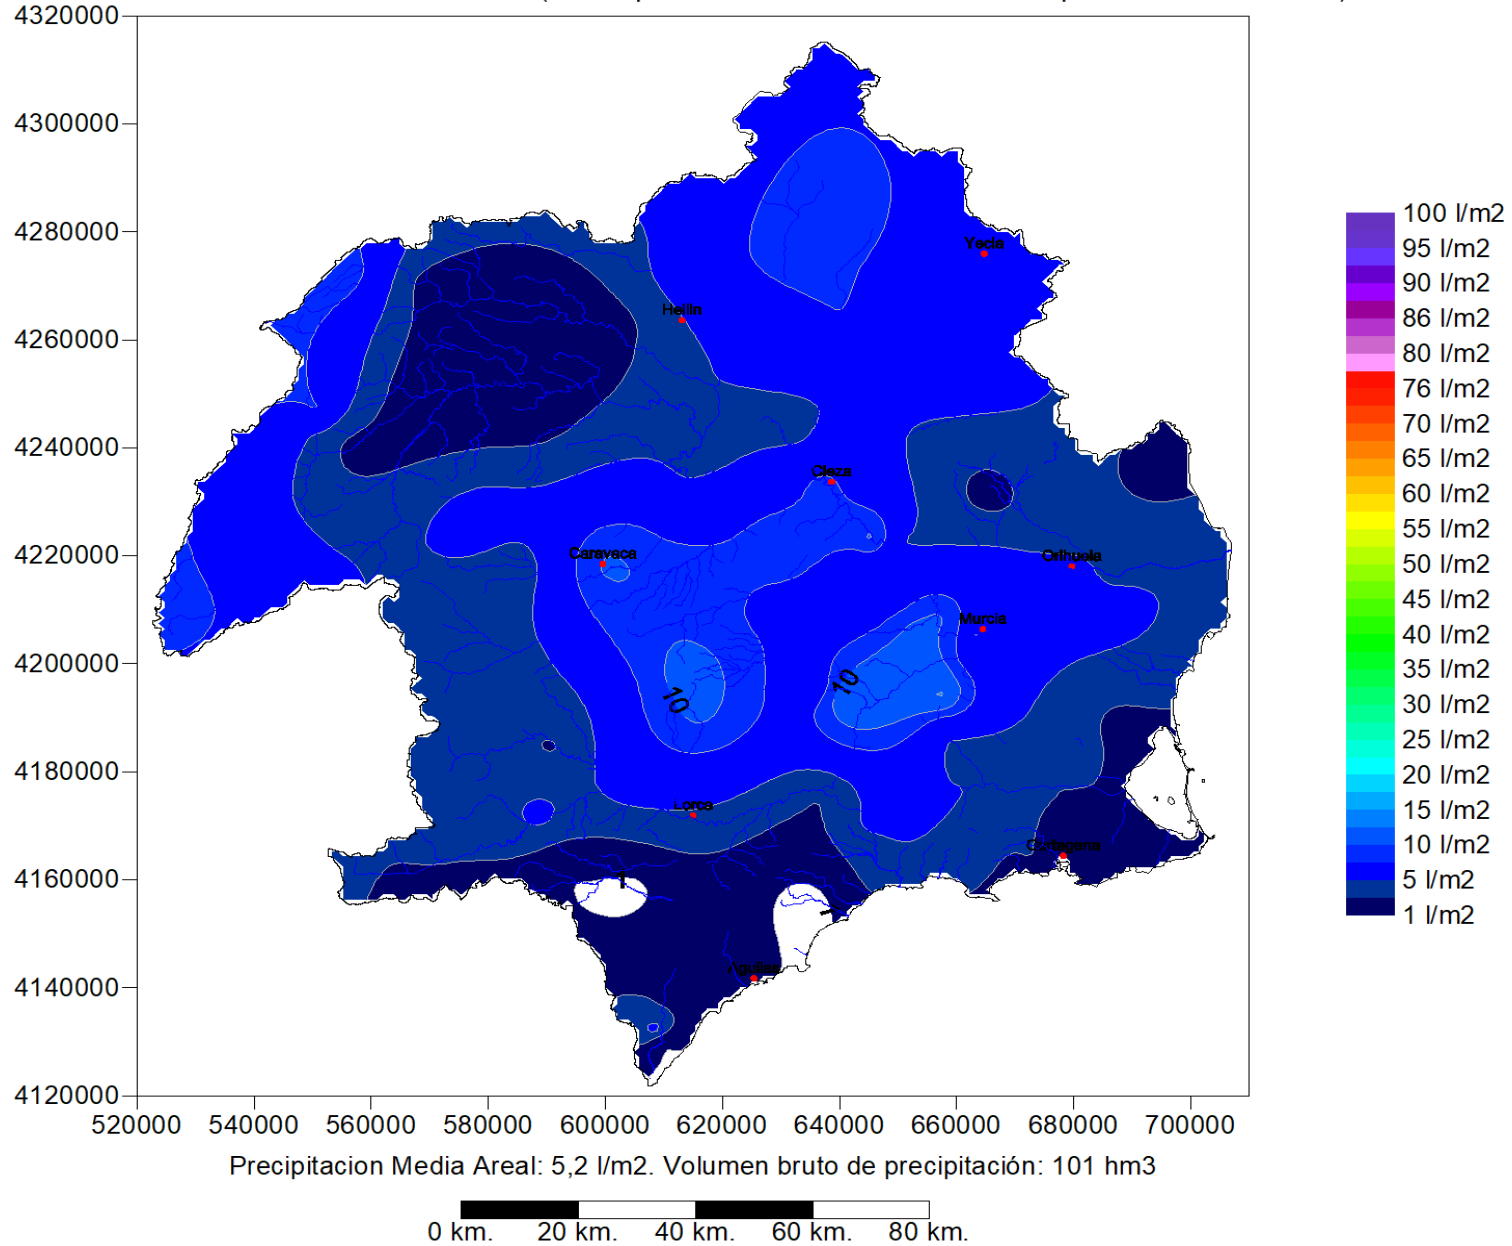 4320000
4300000
4280000
4260000
4240000
4220000
4200000
4180000
4160000
4140000
4120000
520000 540000 560000 580000 600000 620000 640000 660000 680000 700000
Yecla
Hellin
Cieza
Caravaca
Orihuela
Murcia
10
10
Lorca
Cartagena
1
1
Aguilas
100 l/m2
95 l/m2
90 l/m2
86 l/m2
80 l/m2
76 l/m2
70 l/m2
65 l/m2
60 l/m2
55 l/m2
50 l/m2
45 l/m2
40 l/m2
35 l/m2
30 l/m2
25 l/m2
20 l/m2
15 l/m2
10 l/m2
5 l/m2
1 l/m2
Precipitacion Media Areal: 5,2 l/m2. Volumen bruto de precipitación: 101 hm3
0 km. 20 km. 40 km. 60 km. 80 km.